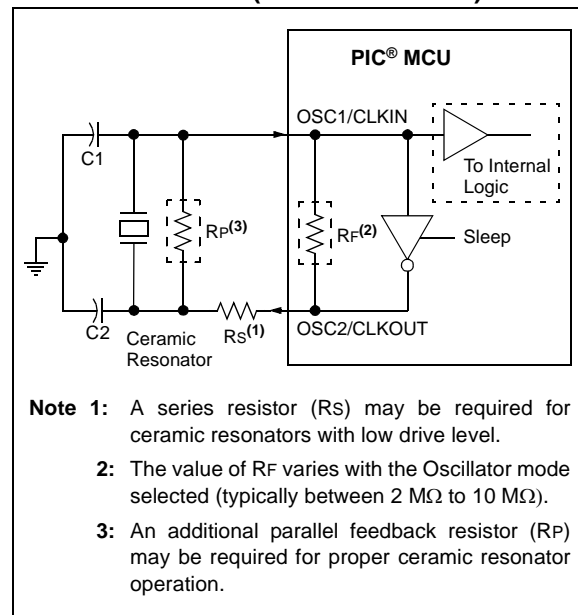 PIC® MCU
OSC1/CLKIN
C1
To Internal
Logic
RP(3)
RF(2)
Sleep
C2
Ceramic
Resonator
RS(1)
OSC2/CLKOUT
Note 1: A series resistor (RS) may be required for
ceramic resonators with low drive level.
2: The value of RF varies with the Oscillator mode
selected (typically between 2 MΩ to 10 MΩ).
3: An additional parallel feedback resistor (RP)
may be required for proper ceramic resonator
operation.